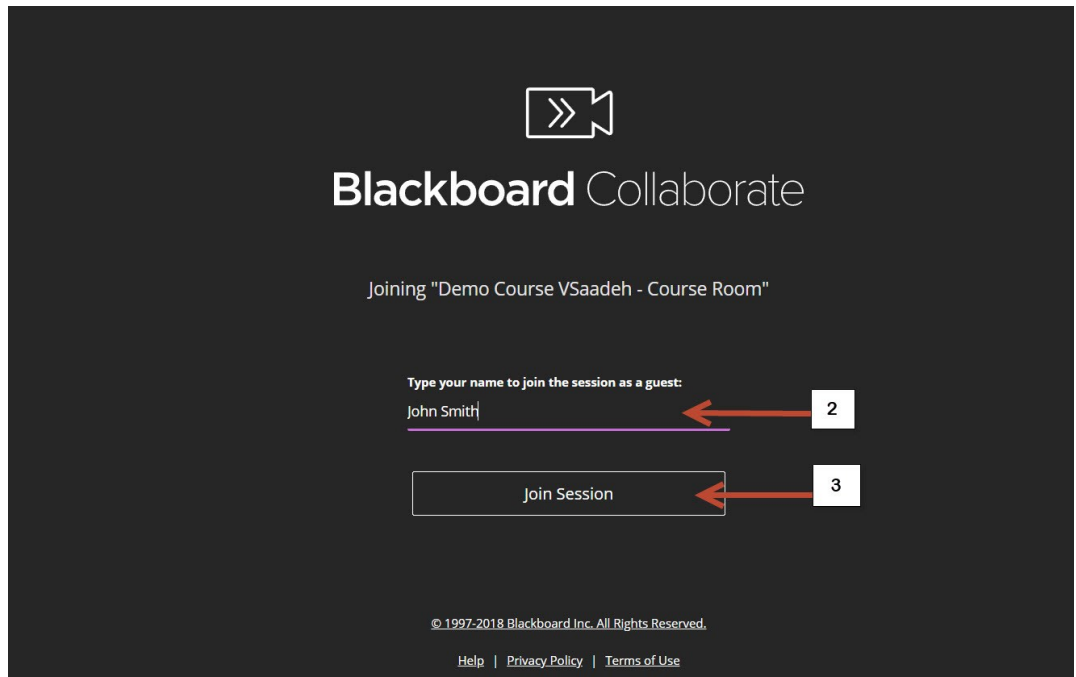 Blackboard Collaborate
Joining "Demo Course VSaadeh - Course Room"
Type your name to join the session as a guest:
John Smith
2
Join Session
3
© 1997-2018 Blackboard Inc. All Rights Reserved.
Help | Privacy Policy | Terms of Use